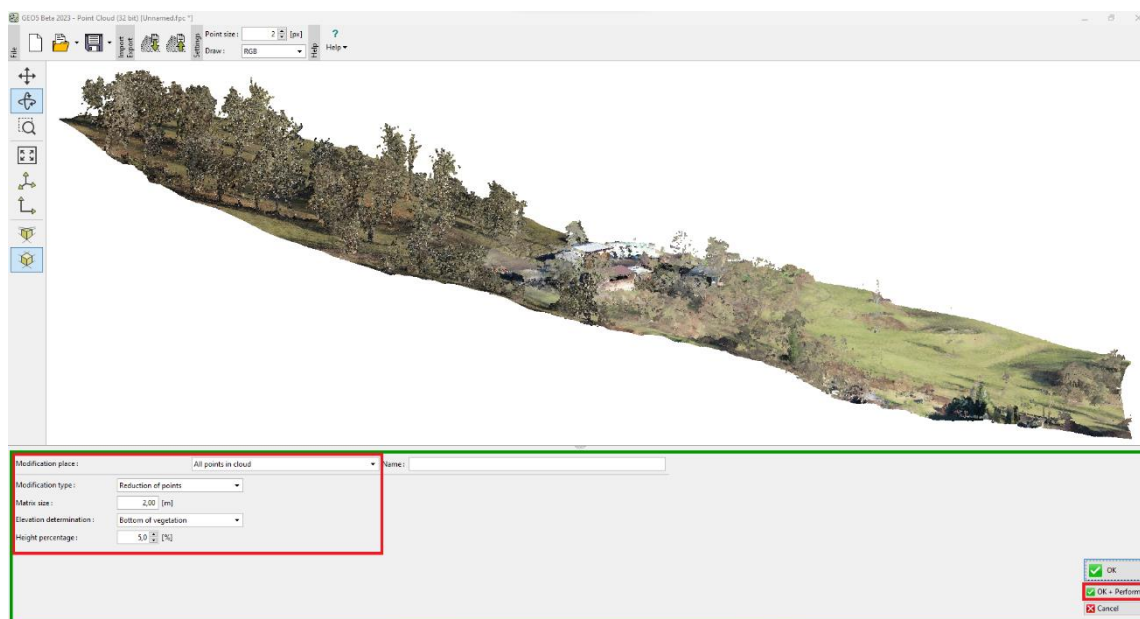 GEO5 Beta 2023 - Point Cloud (32 bit) [Unnamed.fpc *]
File
Import
Export
Settings
Point size : 2 [px]
Draw : RGB
Help
?
Help
Modification place : All points in cloud Name :
Modification type : Reduction of points
Matrix size : 2,00 [m]
Elevation determination : Bottom of vegetation
Height percentage : 5,0 [%]
OK
OK + Perform
Cancel